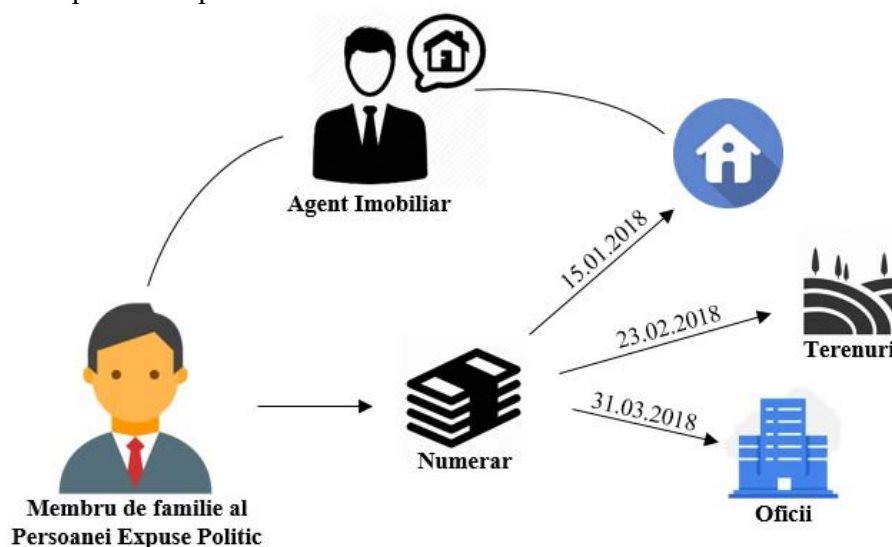 Agent Imobiliar
15.01.2018
23.02.2018
Terenuri
31.03.2018
Numerar
Oficii
Membru de familie al
Persoanei Expuse Politic